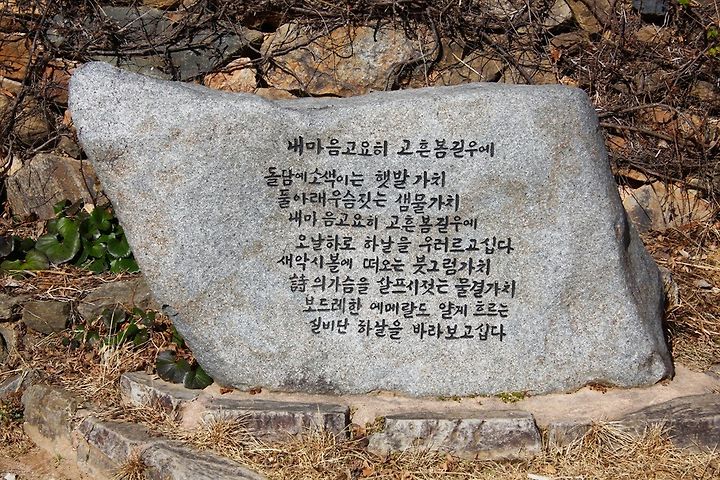 내마음고요히 고흔봄길우에
돌담에소색이는 햇발가치
풀아래우슴짓는 샘물가치
내마음고요히 고흔봄길우에
오날하로 하날을 우러르고십다
새악시볼에 떠오는 붓그럼가치
詩의가슴을 살프시젓는 물결가치
보드레한 에메랄드 얄게 흐르는
실비단 하날을 바라보고십다